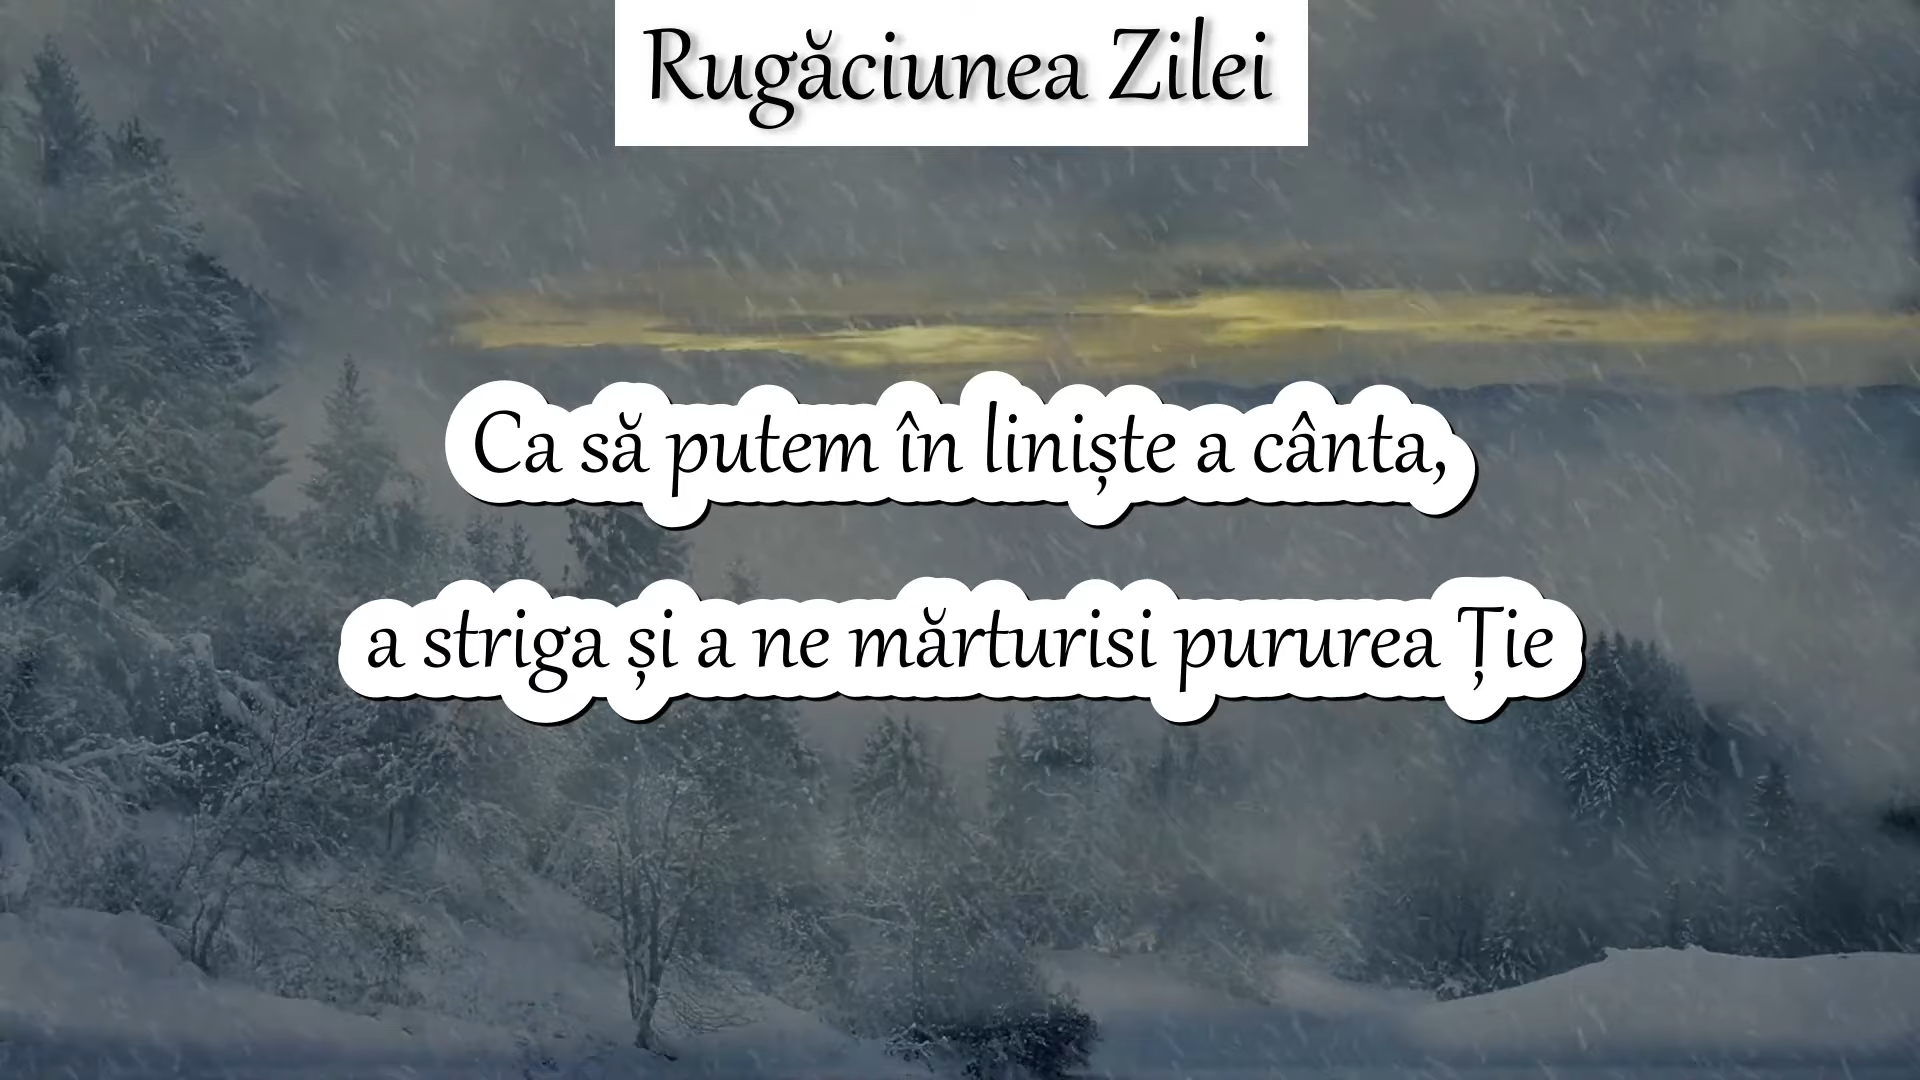 Rugăciunea Zilei
Ca să putem în liniște a cânta,
a striga și a ne mărturisi pururea Ție